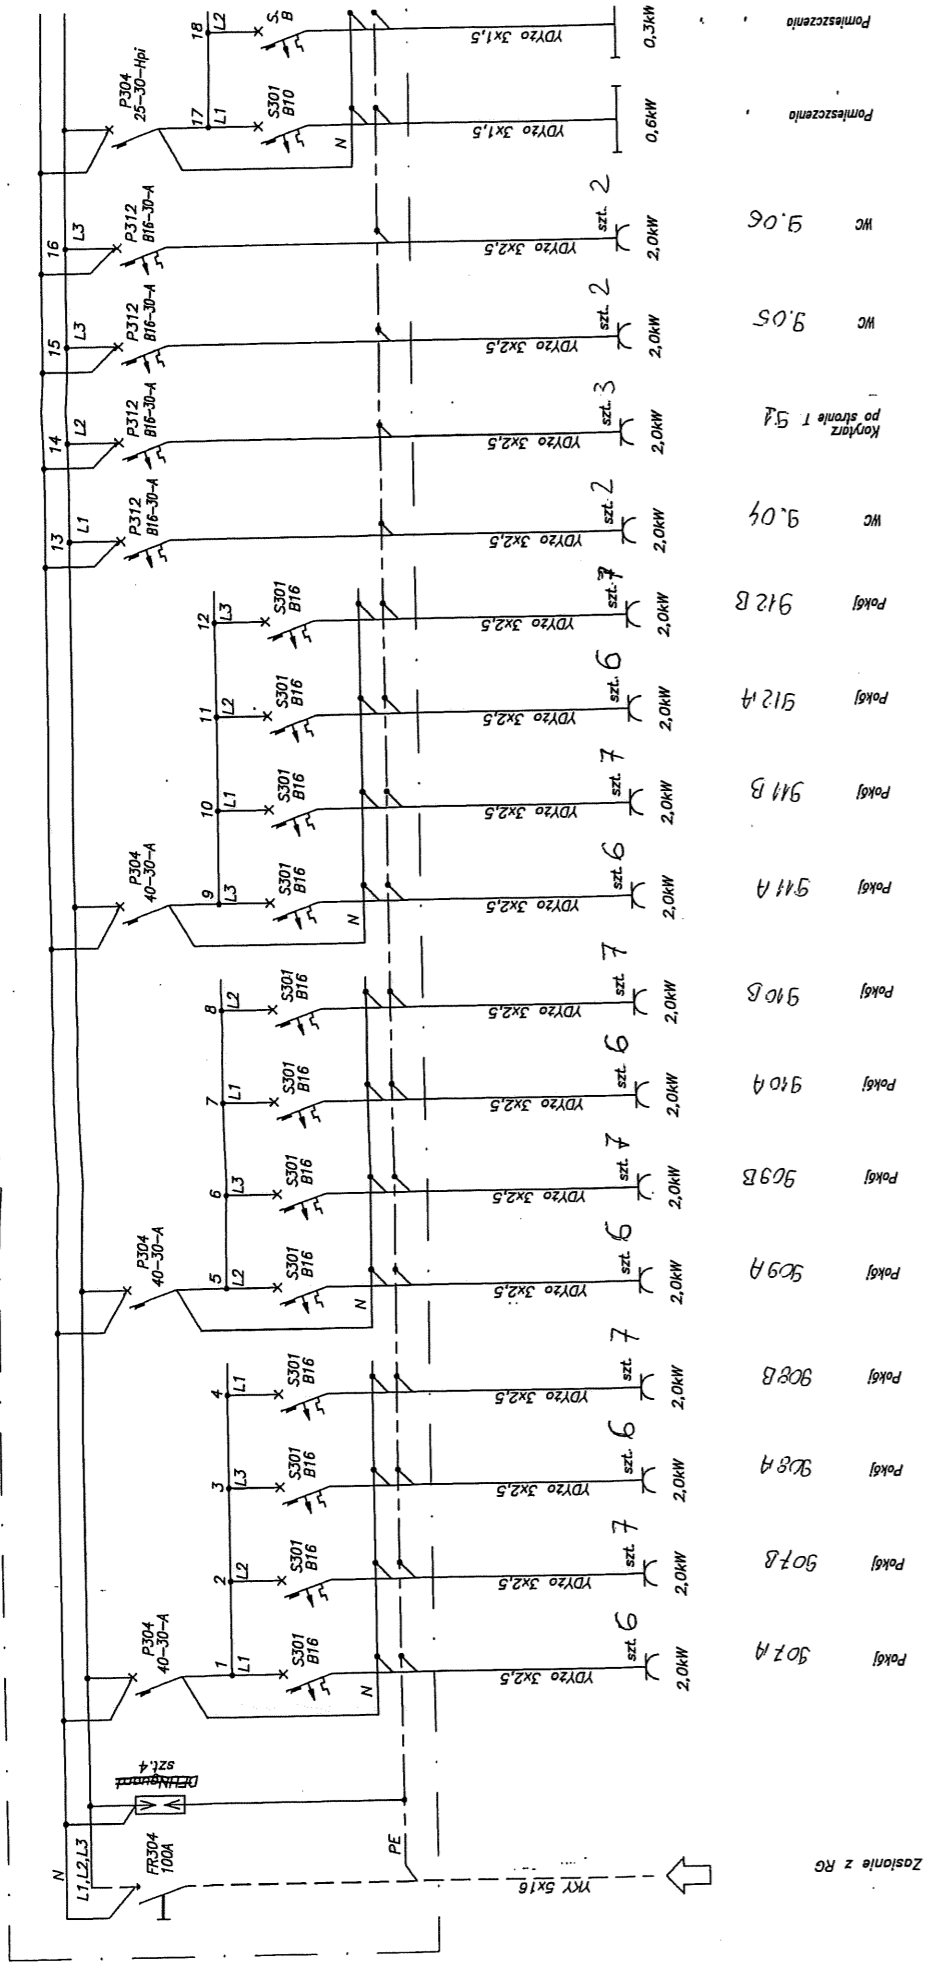 N
L1,L2,L3
FR304
100A
szt.4
PE
YKY 5x16
Zasilanie z RG
P304
40-30-A
1
L1
S301
B16
N
YDYżo 3x2,5
szt. 6
2,0kW
907A
Pokój
2
L2
S301
B16
YDYżo 3x2,5
szt. 7
2,0kW
907B
Pokój
3
L3
S301
B16
YDYżo 3x2,5
szt. 6
2,0kW
908A
Pokój
4
L1
S301
B16
YDYżo 3x2,5
szt. 7
2,0kW
908B
Pokój
P304
40-30-A
5
L2
S301
B16
N
YDYżo 3x2,5
szt. 6
2,0kW
909A
Pokój
6
L3
S301
B16
YDYżo 3x2,5
szt. 7
2,0kW
909B
Pokój
7
L1
S301
B16
YDYżo 3x2,5
szt. 6
2,0kW
910A
Pokój
8
L2
S301
B16
YDYżo 3x2,5
szt. 7
2,0kW
910B
Pokój
P304
40-30-A
9
L3
S301
B16
N
YDYżo 3x2,5
szt. 6
2,0kW
911A
Pokój
10
L1
S301
B16
YDYżo 3x2,5
szt. 7
2,0kW
911B
Pokój
11
L2
S301
B16
YDYżo 3x2,5
szt. 6
2,0kW
912A
Pokój
12
L3
S301
B16
YDYżo 3x2,5
szt. 7
2,0kW
912B
Pokój
13
L1
P312
B16-30-A
YDYżo 3x2,5
szt. 2
2,0kW
9.04
WC
14
L2
P312
B16-30-A
YDYżo 3x2,5
szt. 3
2,0kW
Korytarz
po stronie T 91
15
L3
P312
B16-30-A
YDYżo 3x2,5
szt. 2
2,0kW
9.05
WC
16
L3
P312
B16-30-A
YDYżo 3x2,5
szt. 2
2,0kW
9.06
WC
P304
25-30-Hpi
17
L1
S301
B10
N
YDYżo 3x1,5
0,6kW
Pomieszczenia
18
L2
YDYżo 3x1,5
0,3kW
Pomieszczenia